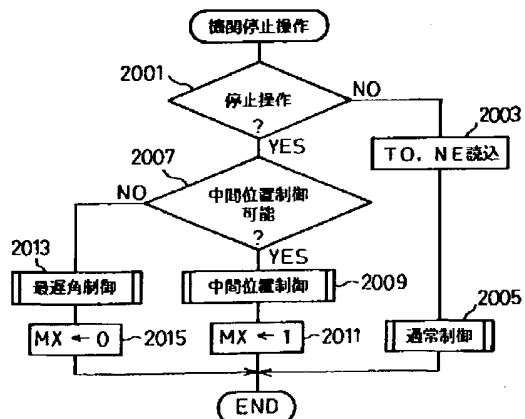 機関停止操作
2001
停止操作
?
NO
YES
2003
TO, NE読込
2007
NO
中間位置制御
可能
?
YES
2013
最遅角制御
中間位置制御
2009
2005
通常制御
MX ← 0
2015
MX ← 1
2011
END